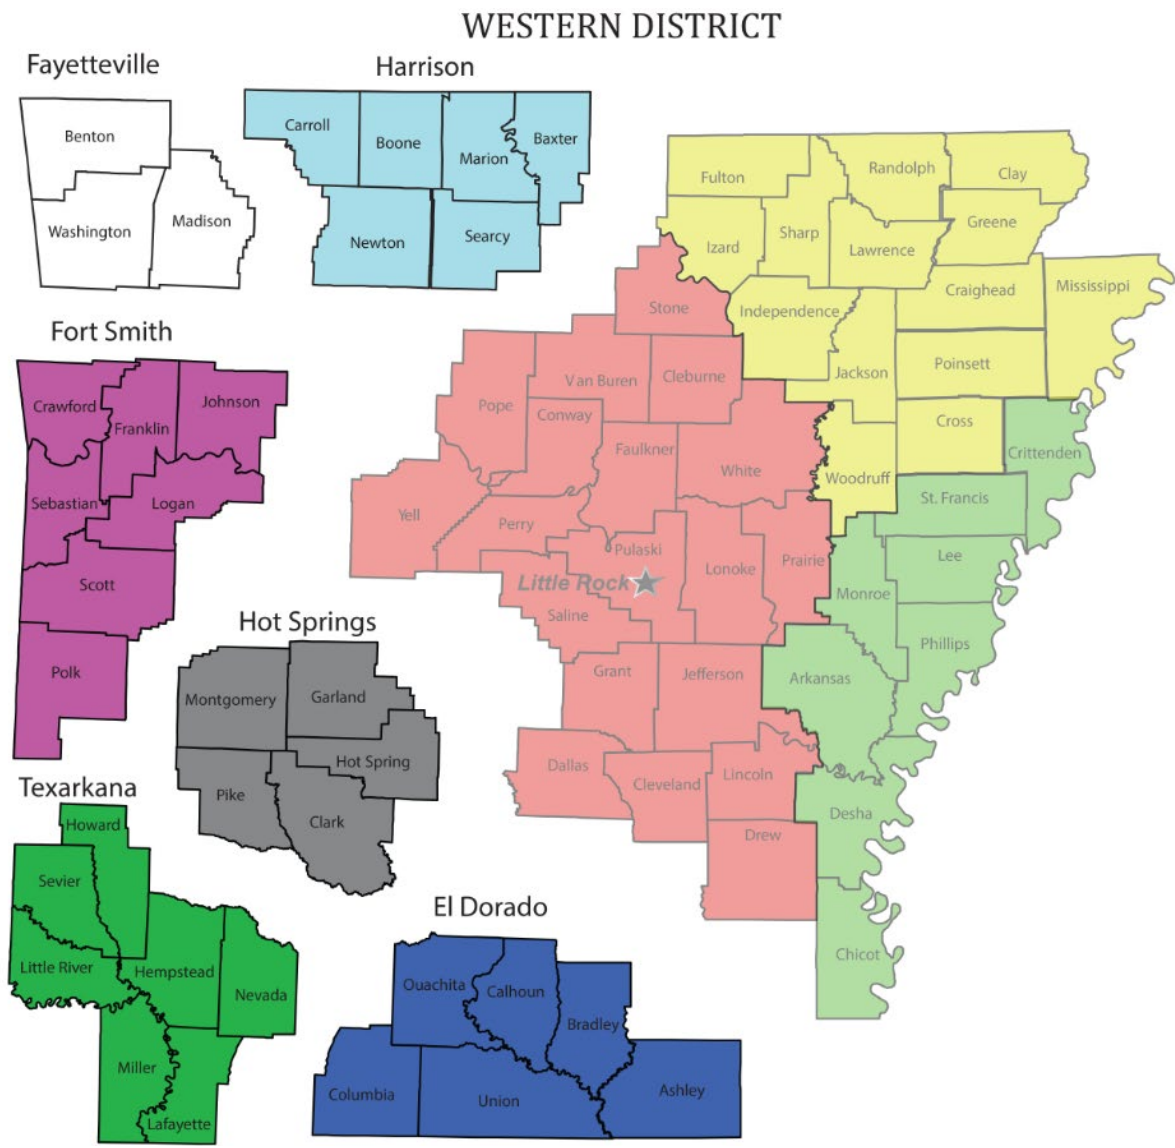 WESTERN DISTRICT
Fayetteville
Harrison
Benton
Washington
Madison
Carroll
Boone
Marion
Baxter
Newton
Searcy
Fulton
Randolph
Clay
Izard
Sharp
Lawrence
Greene
Stone
Independence
Craighead
Mississippi
Jackson
Poinsett
Cross
Woodruff
Fort Smith
Crawford
Franklin
Johnson
Sebastian
Logan
Scott
Polk
Van Buren
Cleburne
Pope
Conway
Faulkner
White
Yell
Perry
Pulaski
Little Rock
Lonoke
Prairie
Saline
Grant
Jefferson
Dallas
Cleveland
Lincoln
Drew
Crittenden
St. Francis
Lee
Monroe
Phillips
Arkansas
Desha
Chicot
Hot Springs
Montgomery
Garland
Hot Spring
Pike
Clark
Texarkana
Howard
Sevier
Little River
Hempstead
Nevada
Miller
Lafayette
El Dorado
Ouachita
Calhoun
Bradley
Columbia
Union
Ashley